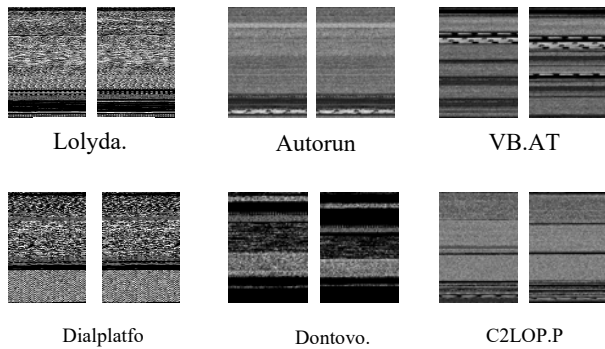 Lolyda.
Autorun
VB.AT
Dialplatfo
Dontovo.
C2LOP.P